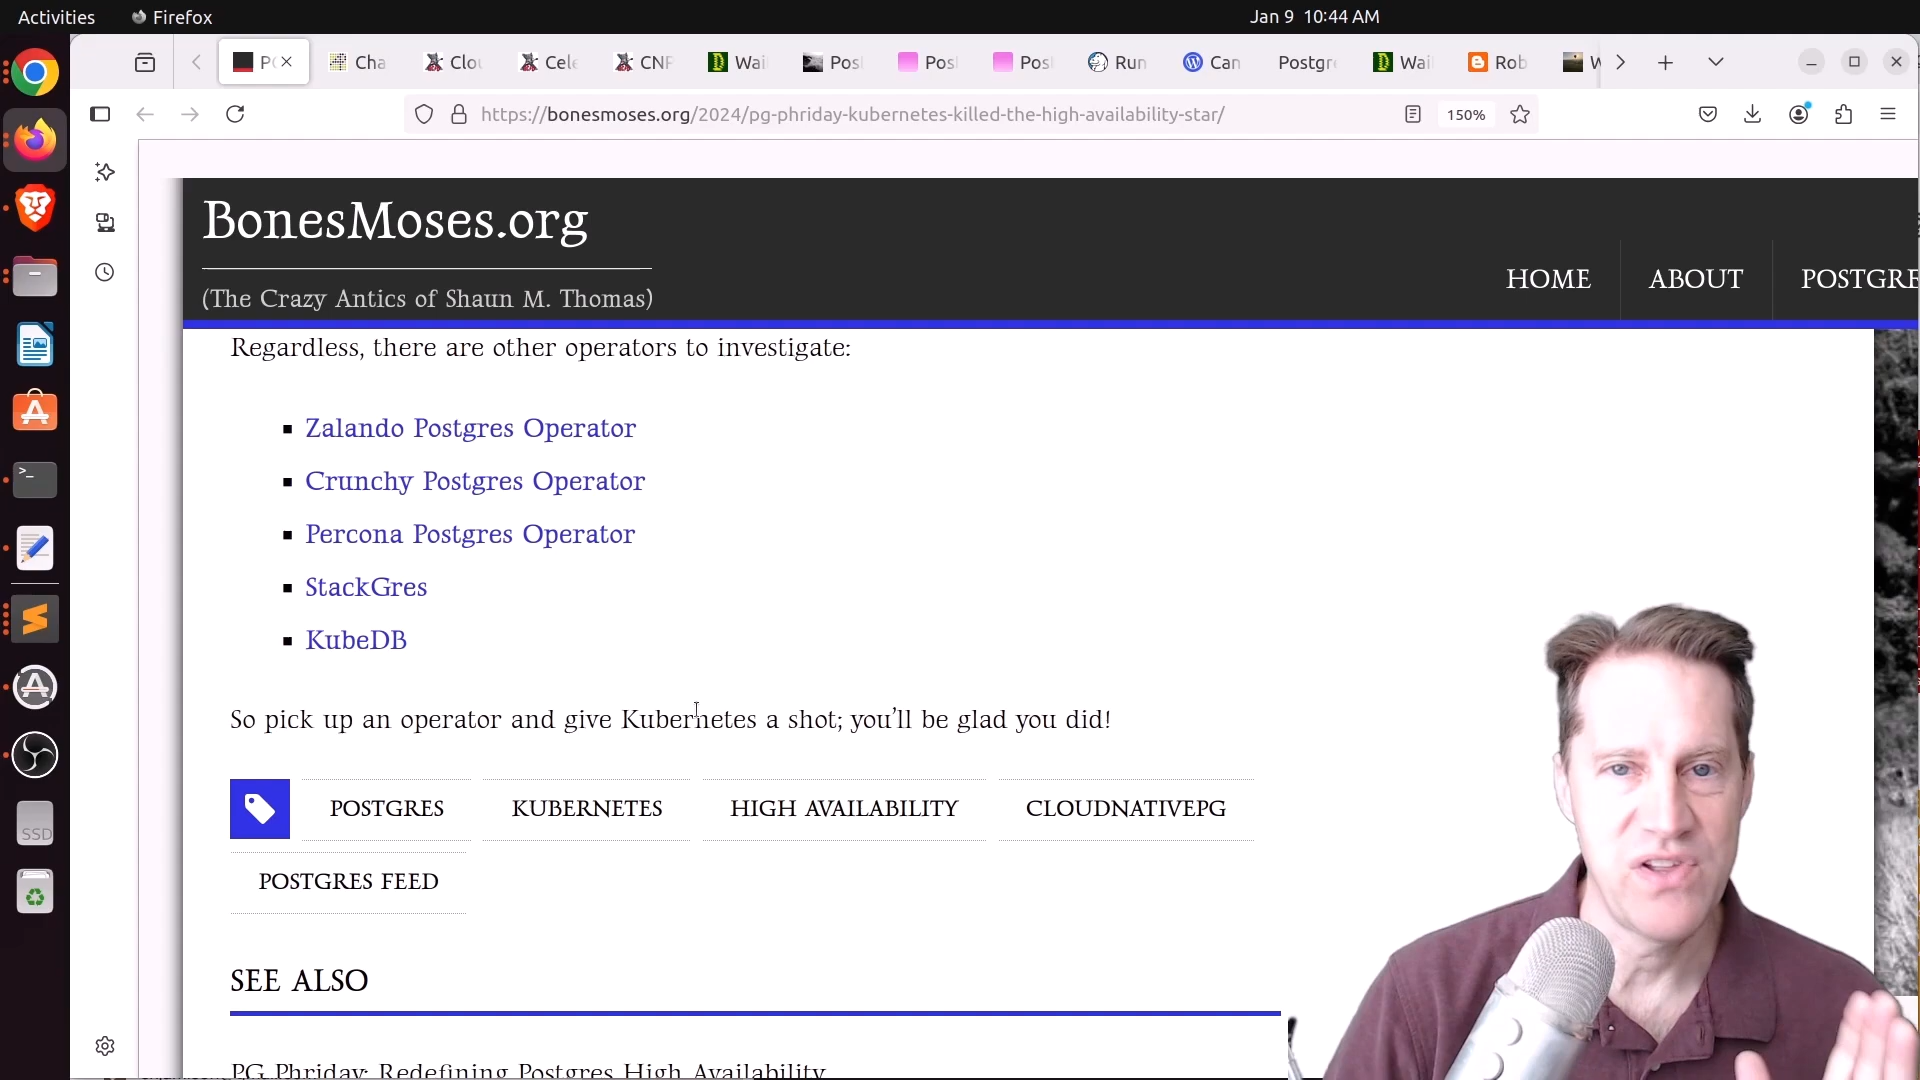 Activities
Firefox
Jan 9 10:44 AM
P
Cha
Clou
Cele
CNP
Wai
Pos
Pos
Pos
Run
Can
Postgre
Wai
Rob
https://bonesmoses.org/2024/pg-phriday-kubernetes-killed-the-high-availability-star/
150%
BonesMoses.org
(The Crazy Antics of Shaun M. Thomas)
HOME
ABOUT
POSTGRE
Regardless, there are other operators to investigate:
Zalando Postgres Operator
Crunchy Postgres Operator
Percona Postgres Operator
StackGres
KubeDB
So pick up an operator and give Kubernetes a shot; you’ll be glad you did!
POSTGRES
KUBERNETES
HIGH AVAILABILITY
CLOUDNATIVEPG
POSTGRES FEED
SEE ALSO
PG Phriday: Redefining Postgres High Availability
SSD